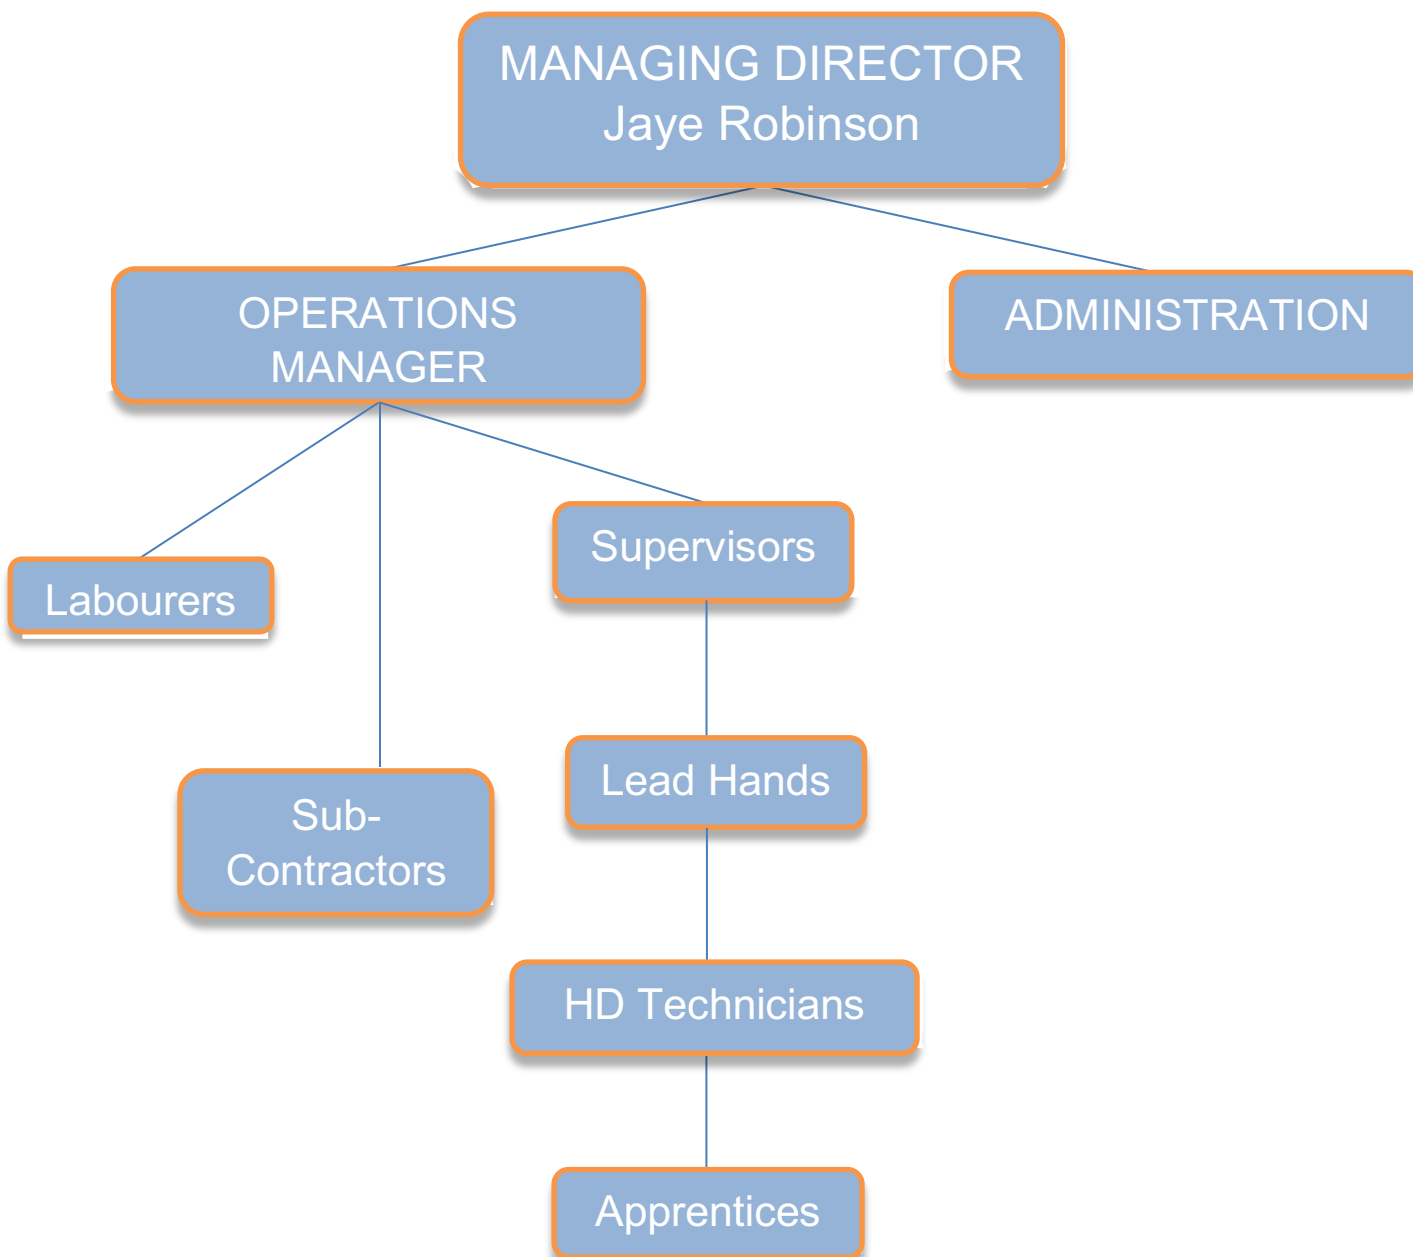 MANAGING DIRECTOR
Jaye Robinson
OPERATIONS
MANAGER
ADMINISTRATION
Labourers
Supervisors
Sub-
Contractors
Lead Hands
HD Technicians
Apprentices